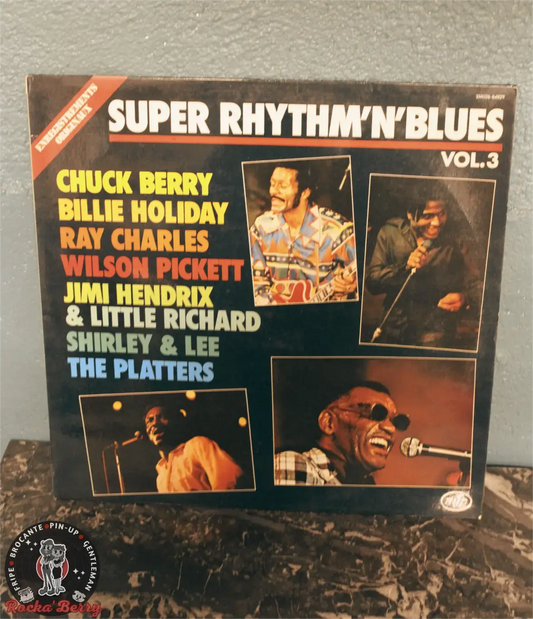 ENREGISTREMENTS
ORIGINAUX
SUPER RHYTHM'N'BLUES
VOL.3
CHUCK BERRY
BILLIE HOLIDAY
RAY CHARLES
WILSON PICKETT
JIMI HENDRIX
& LITTLE RICHARD
SHIRLEY & LEE
THE PLATTERS
FRIPE BROCANTE PIN-UP GENTLEMAN
Rocka Berry